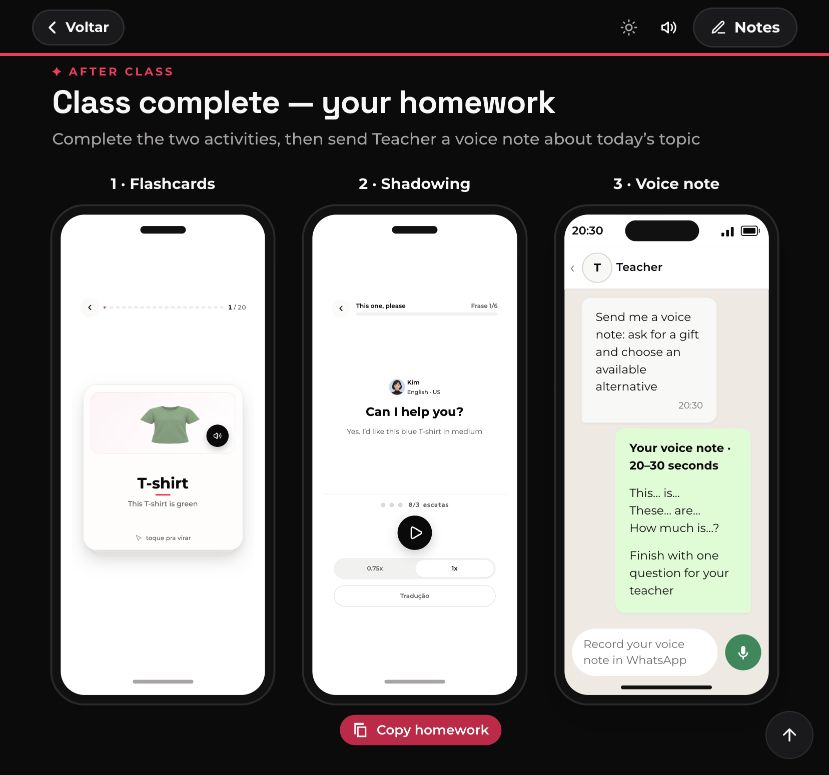 Voltar
Notes
AFTER CLASS
Class complete — your homework
Complete the two activities, then send Teacher a voice note about today's topic
1 · Flashcards
1 / 20
T-shirt
This T-shirt is green
toque pra virar
2 · Shadowing
This one, please
Frase 1/6
Kim
English · US
Can I help you?
Yes. I'd like this blue T-shirt in medium
0/3 escutas
0.75x
1x
Tradução
3 · Voice note
20:30
T
Teacher
Send me a voice
note: ask for a gift
and choose an
available
alternative
20:30
Your voice note ·
20–30 seconds
This... is...
These... are...
How much is...?
Finish with one
question for your
teacher
Record your voice
note in WhatsApp
Copy homework